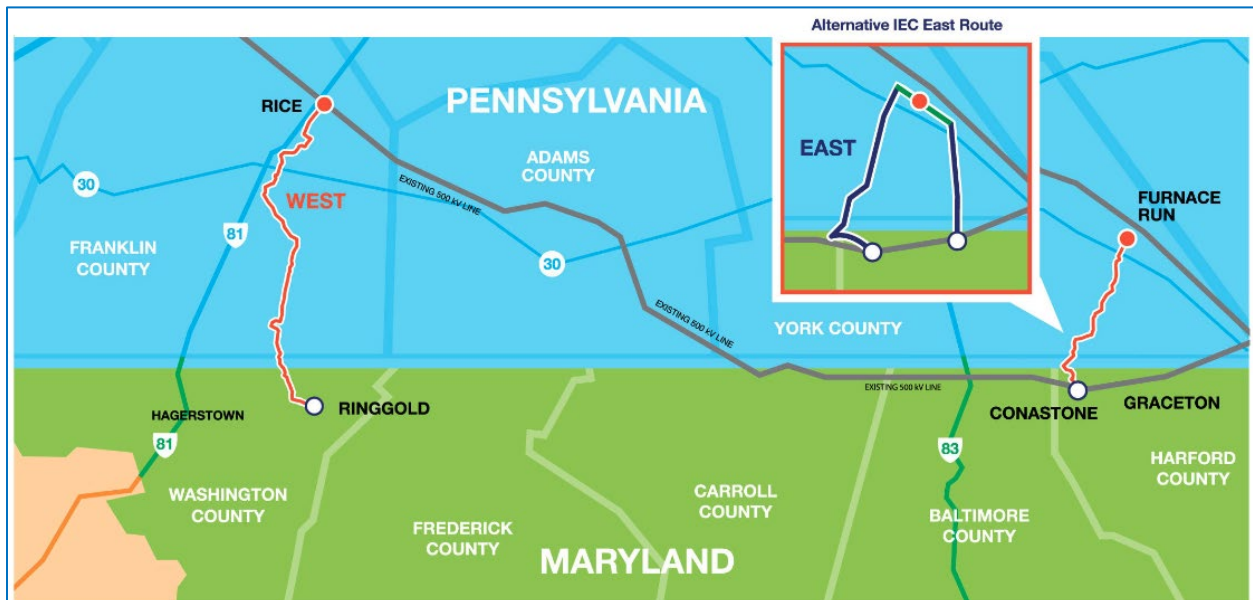 Alternative IEC East Route
RICE
PENNSYLVANIA
EAST
ADAMS
COUNTY
30
WEST
EXISTING 500 kV LINE
FURNACE
RUN
81
FRANKLIN
COUNTY
30
EXISTING 500 kV LINE
YORK COUNTY
EXISTING 500 kV LINE
HAGERSTOWN
RINGGOLD
CONASTONE
GRACETON
81
83
HARFORD
COUNTY
WASHINGTON
COUNTY
CARROLL
COUNTY
BALTIMORE
COUNTY
FREDERICK
COUNTY
MARYLAND